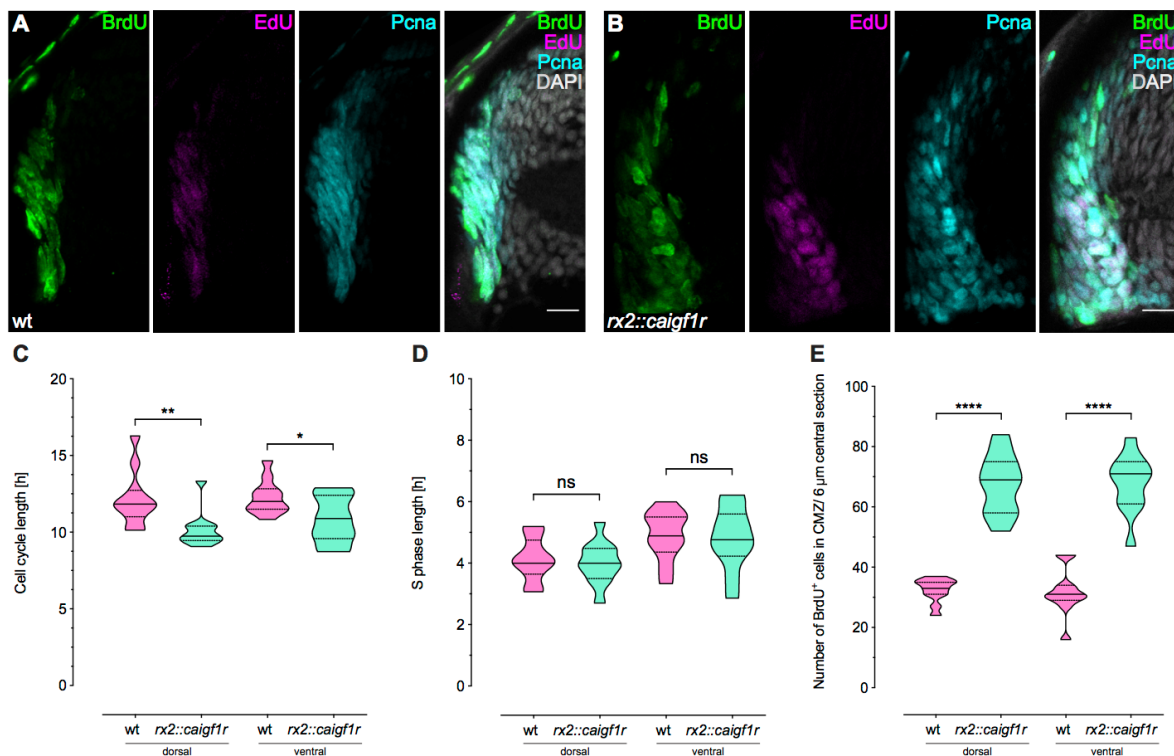 A
BrdU
EdU
Pcna
BrdU
EdU
Pcna
DAPI
wt
B
BrdU
EdU
Pcna
BrdU
EdU
Pcna
DAPI
rx2::caigf1r
C
Cell cycle length [h]
20
15
10
5
0
**
*
wt rx2::caigf1r wt rx2::caigf1r
dorsal ventral
D
S phase length [h]
10
8
6
4
2
0
ns
ns
wt rx2::caigf1r wt rx2::caigf1r
dorsal ventral
E
Number of BrdU+ cells in CMZ/ 6 µm central section
100
80
60
40
20
0
****
****
wt rx2::caigf1r wt rx2::caigf1r
dorsal ventral